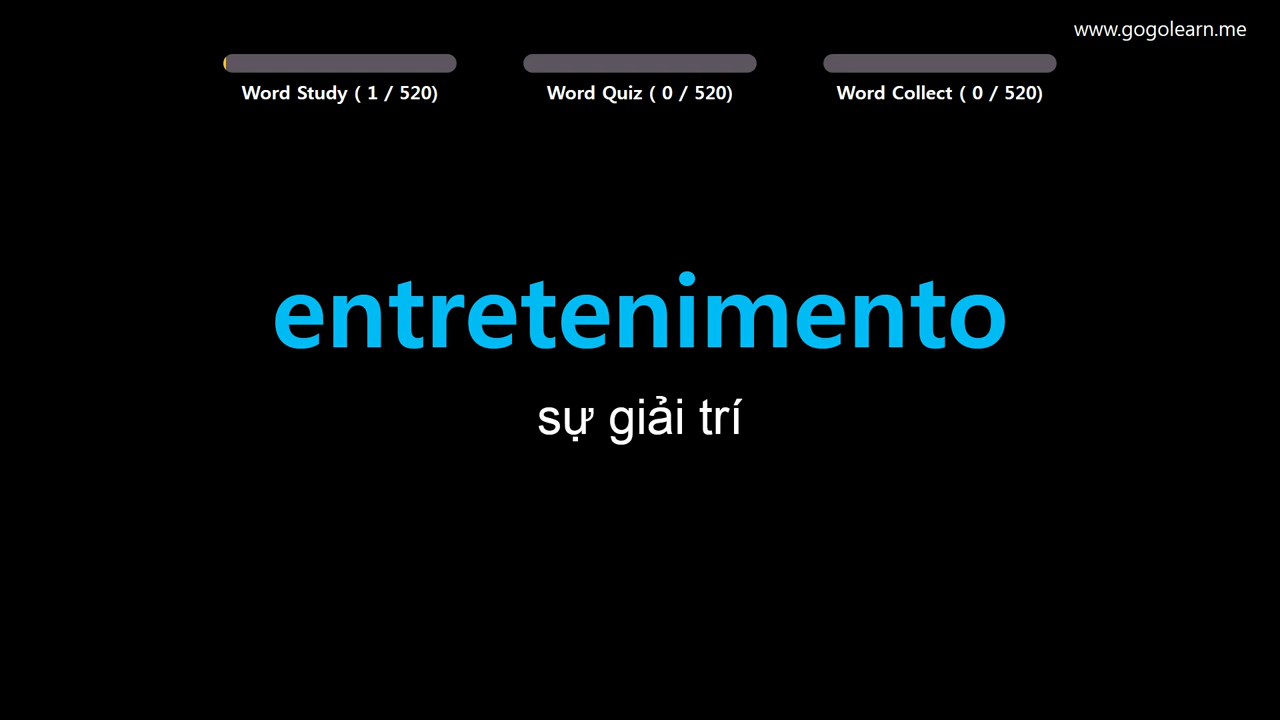 www.gogolearn.me
Word Study ( 1 / 520)
Word Quiz ( 0 / 520)
Word Collect ( 0 / 520)
entretenimento
sự giải trí